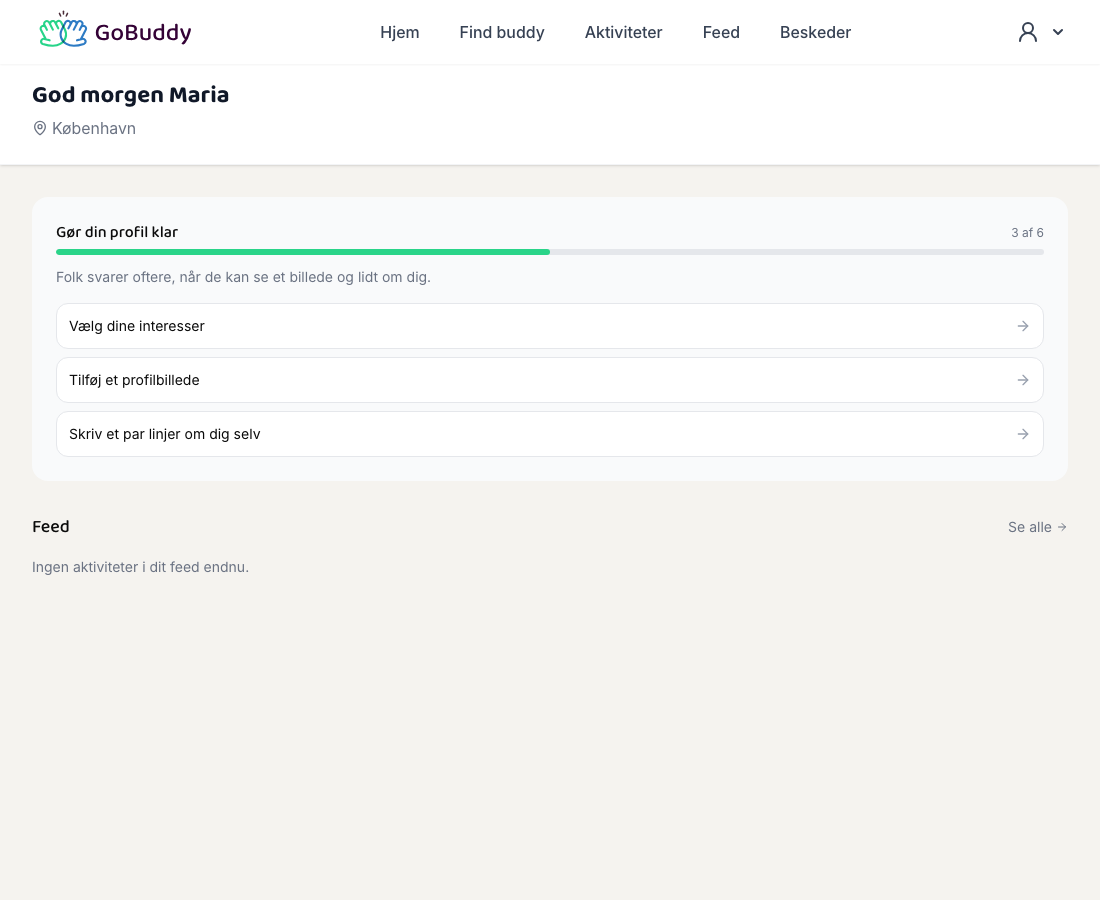 GoBuddy
Hjem
Find buddy
Aktiviteter
Feed
Beskeder
God morgen Maria
København
Gør din profil klar
3 af 6
Folk svarer oftere, når de kan se et billede og lidt om dig.
Vælg dine interesser
Tilføj et profilbillede
Skriv et par linjer om dig selv
Feed
Se alle
Ingen aktiviteter i dit feed endnu.